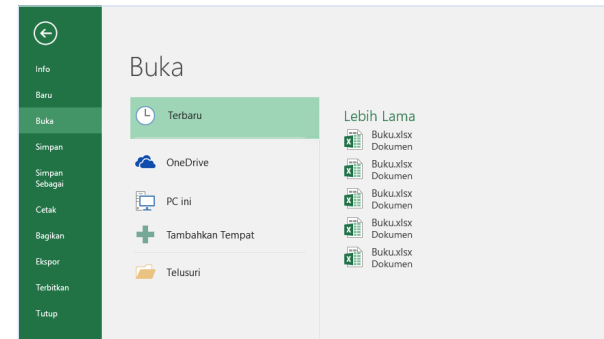 Info
Baru
Buka
Simpan
Simpan
Sebagai
Cetak
Bagikan
Ekspor
Terbitkan
Tutup
Buka
Terbaru
OneDrive
PC ini
Tambahkan Tempat
Telusuri
Lebih Lama
Buku.xlsx
Dokumen
Buku.xlsx
Dokumen
Buku.xlsx
Dokumen
Buku.xlsx
Dokumen
Buku.xlsx
Dokumen